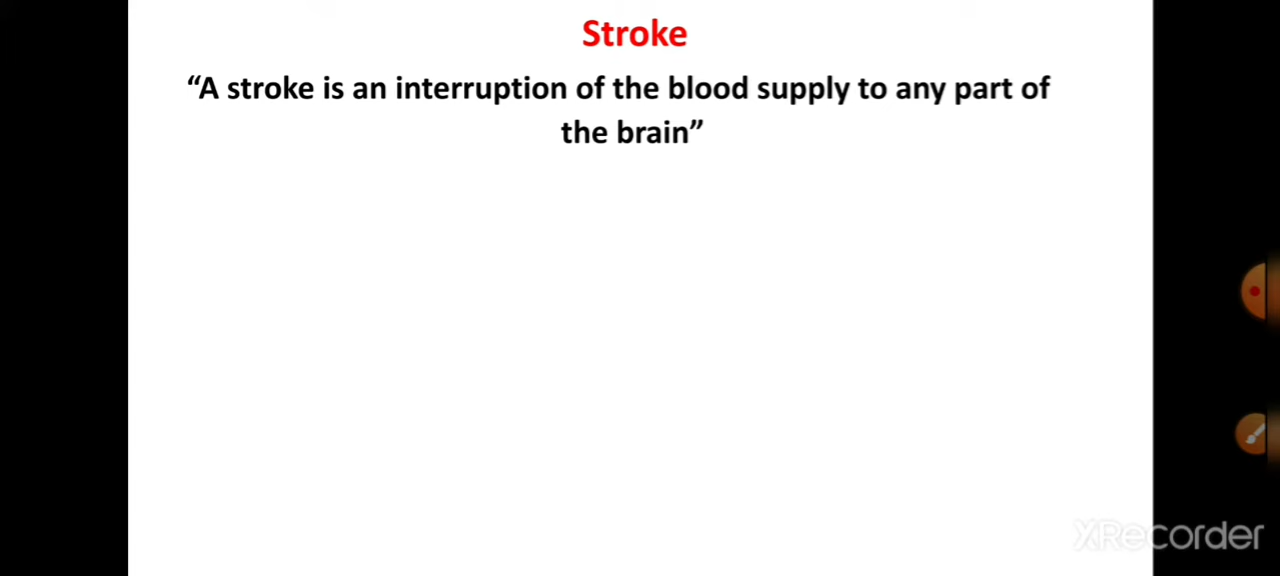 Stroke
“A stroke is an interruption of the blood supply to any part of
the brain”
XRecorder